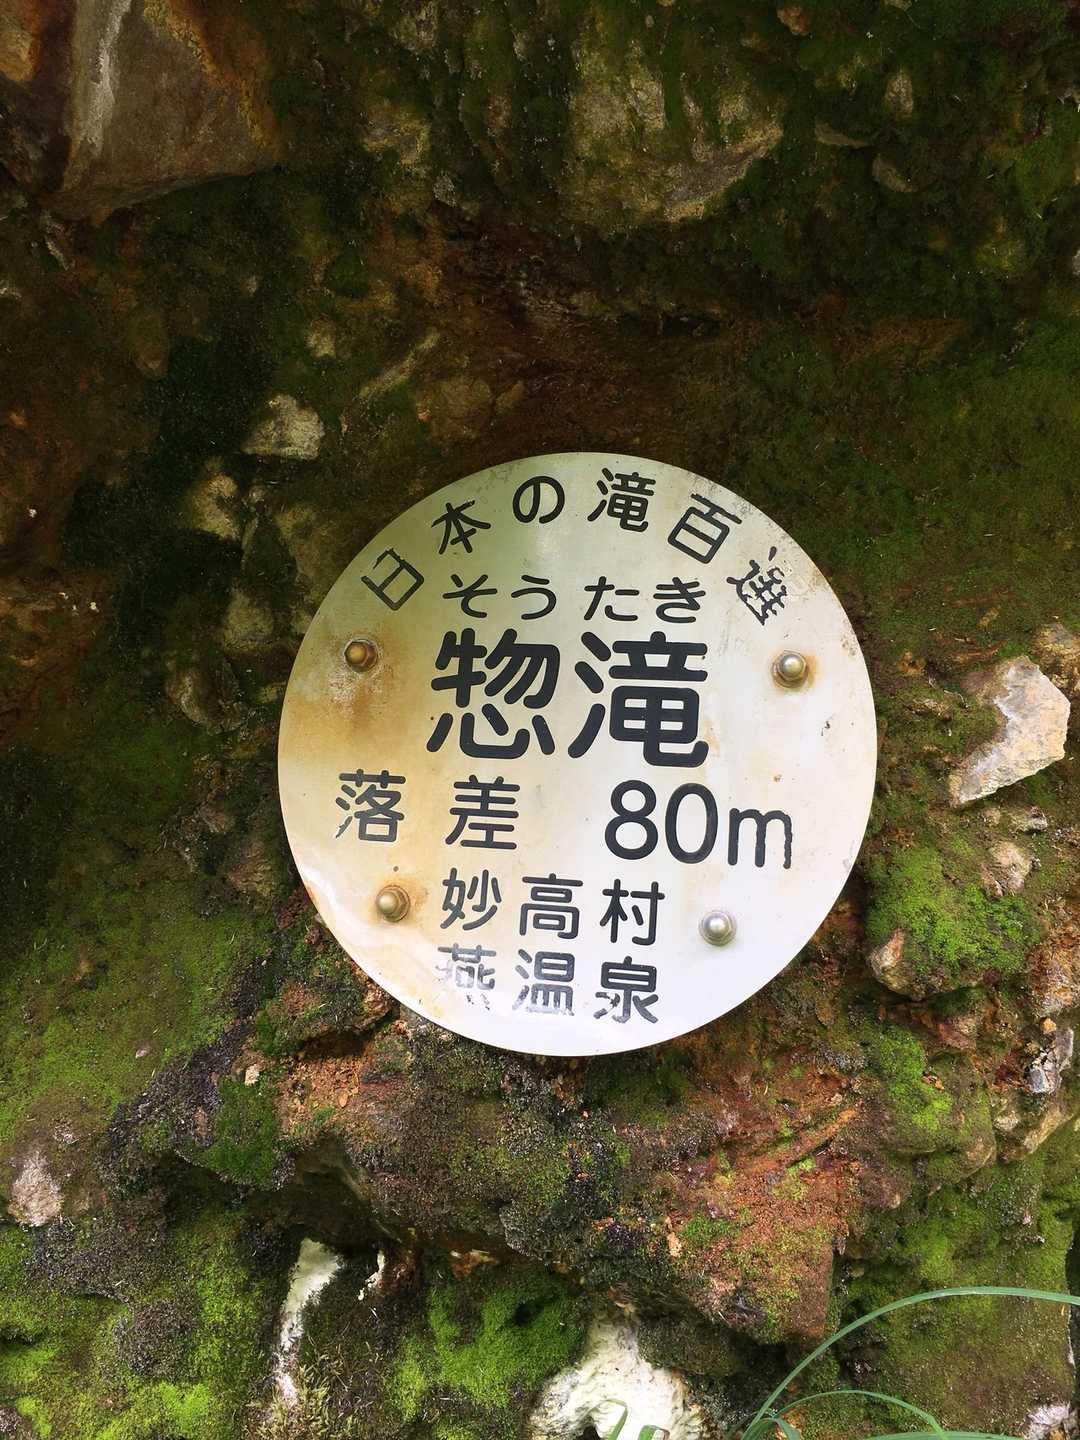 日本の滝百選
そうたき
惣滝
落差 80m
妙高村
燕温泉